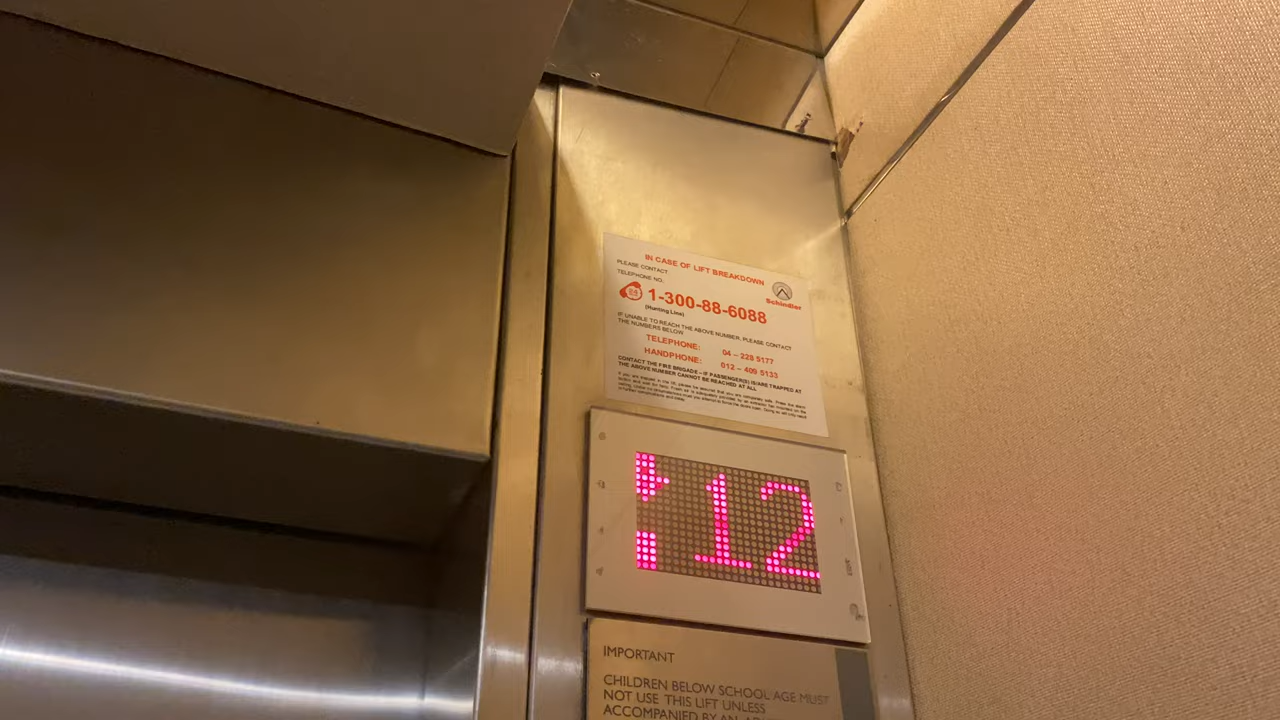 IN CASE OF LIFT BREAKDOWN
PLEASE CONTACT
TELEPHONE NO.
1-300-88-6088
(Hunting Line)
Schindler
IF UNABLE TO REACH THE ABOVE NUMBER, PLEASE CONTACT
THE NUMBERS BELOW
TELEPHONE: 04 – 228 5177
HANDPHONE: 012 – 409 5133
CONTACT THE FIRE BRIGADE – IF PASSENGER(S) IS/ARE TRAPPED AT
THE ABOVE NUMBER CANNOT BE REACHED AT ALL
12
IMPORTANT
CHILDREN BELOW SCHOOL AGE MUST
NOT USE THIS LIFT UNLESS
ACCOMPANIED BY AN